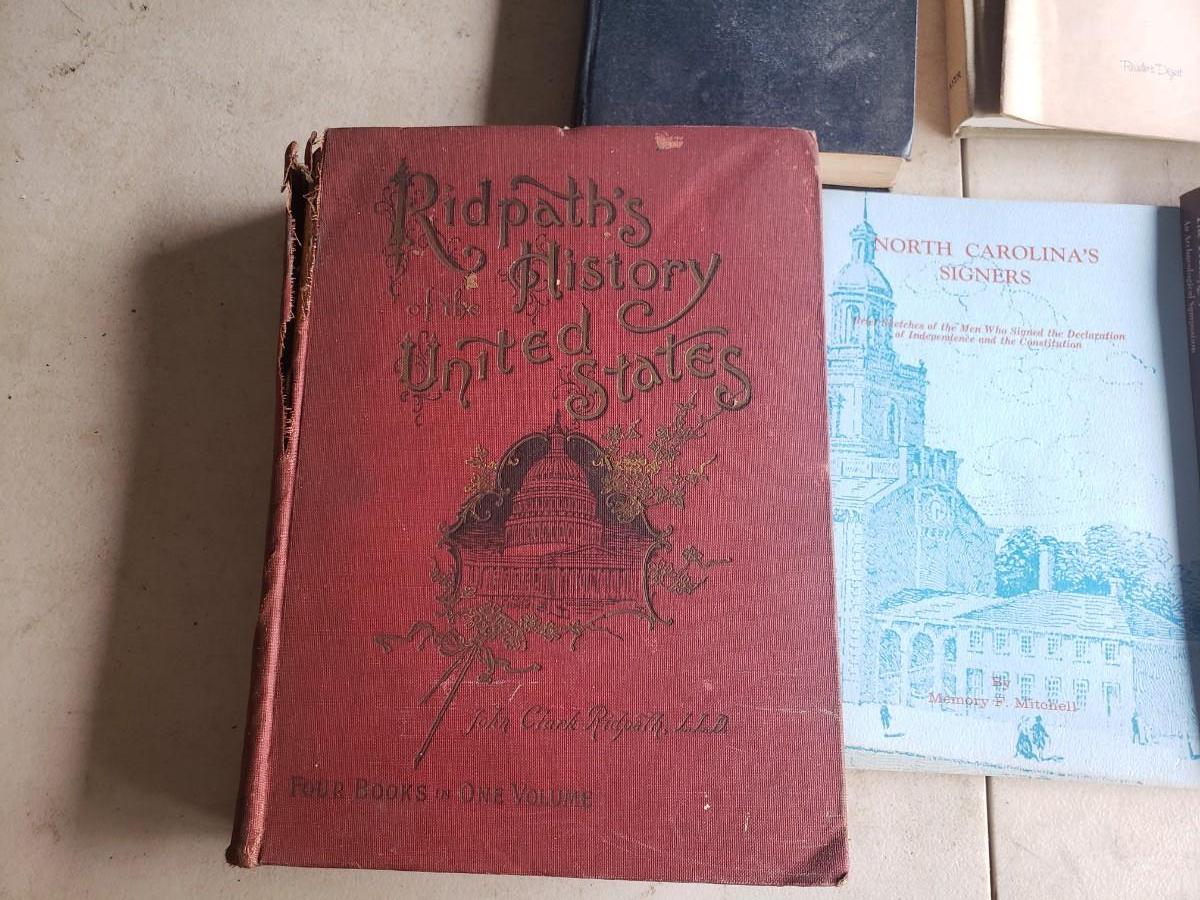 Ridpath's
History
of the
United
States
John Clark Ridpath, LL.D.
FOUR BOOKS IN ONE VOLUME
Reader's Digest
NORTH CAROLINA'S
SIGNERS
Brief Sketches of the Men Who Signed the Declaration
of Independence and the Constitution
By
Memory F. Mitchell